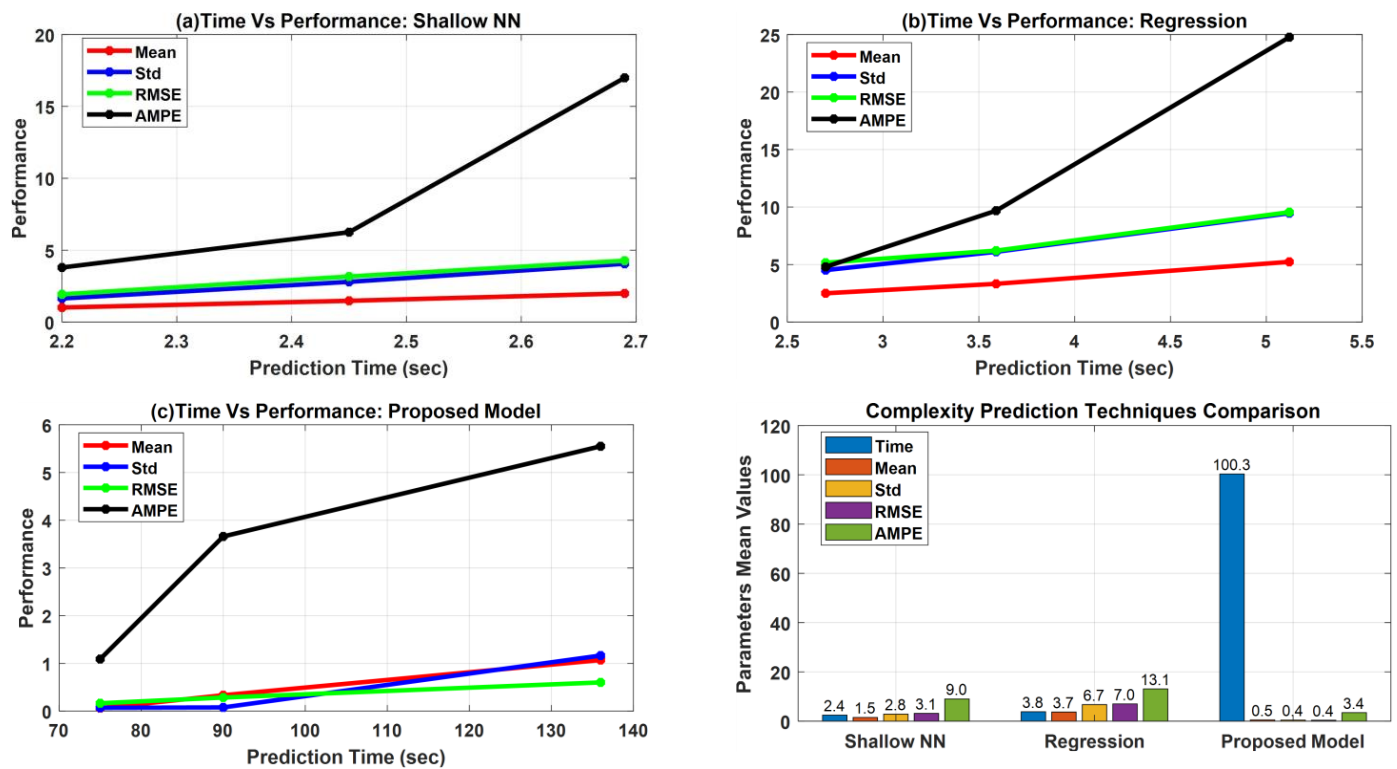 (a)Time Vs Performance: Shallow NN
20
15
10
5
0
Performance
Mean
Std
RMSE
AMPE
2.2 2.3 2.4 2.5 2.6 2.7
Prediction Time (sec)
(b)Time Vs Performance: Regression
25
20
15
10
5
0
Performance
Mean
Std
RMSE
AMPE
2.5 3 3.5 4 4.5 5 5.5
Prediction Time (sec)
(c)Time Vs Performance: Proposed Model
6
5
4
3
2
1
0
Performance
Mean
Std
RMSE
AMPE
70 80 90 100 110 120 130 140
Prediction Time (sec)
Complexity Prediction Techniques Comparison
120
100
80
60
40
20
0
Parameters Mean Values
Time
Mean
Std
RMSE
AMPE
2.4 1.5 2.8 3.1 9.0
3.8 3.7 6.7 7.0 13.1
100.3 0.5 0.4 0.4 3.4
Shallow NN Regression Proposed Model